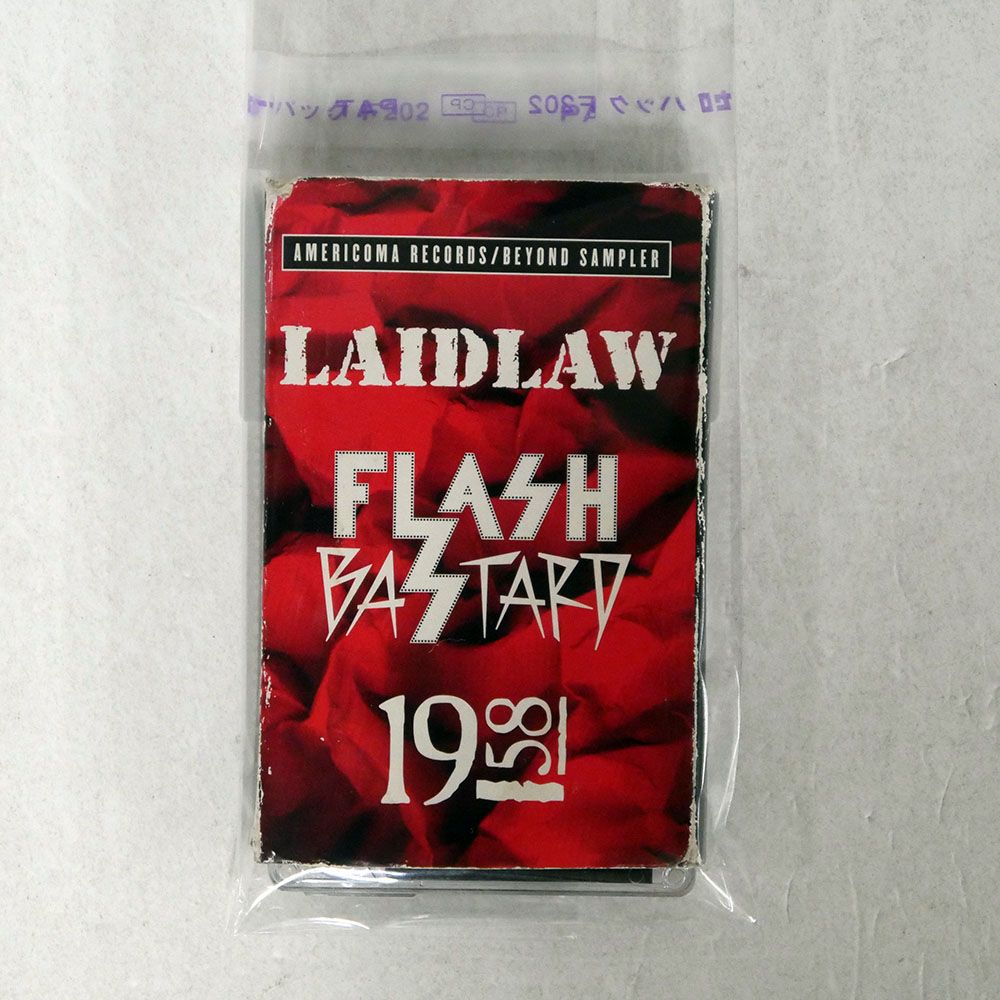 AMERICOMA RECORDS/BEYOND SAMPLER
LAIDLAW
FLASH
BASTARD
1958